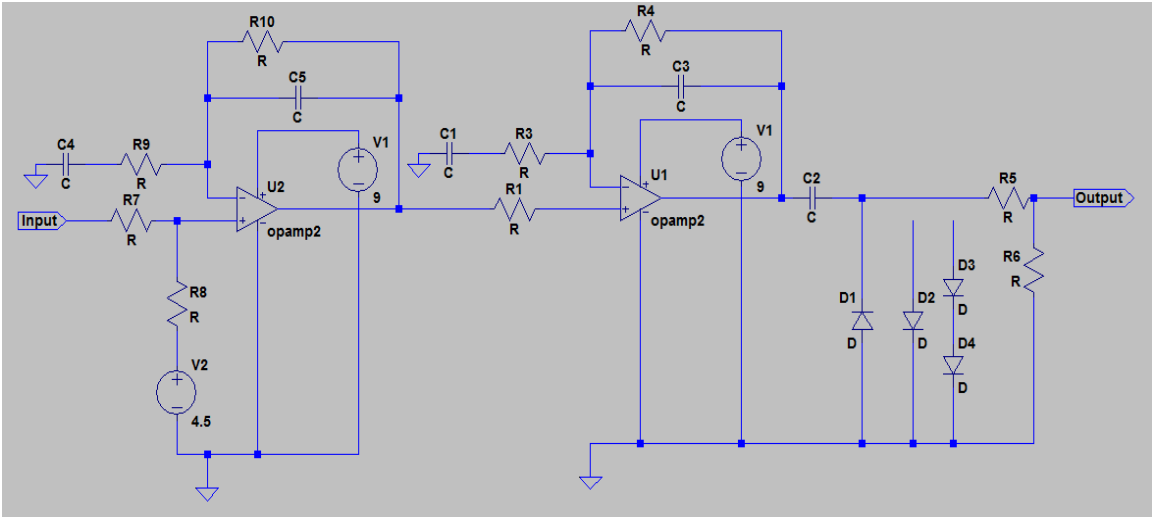 R10
R
C5
C
C4
C
R9
R
V1
9
U2
opamp2
Input
R7
R
R8
R
V2
4.5
R4
R
C3
C
C1
C
R3
R
R1
R
V1
9
U1
opamp2
C2
C
R5
R
Output
R6
R
D1
D
D2
D
D3
D
D4
D
+
−
+
−
+
−
+
−
+
−
+
−
+
−